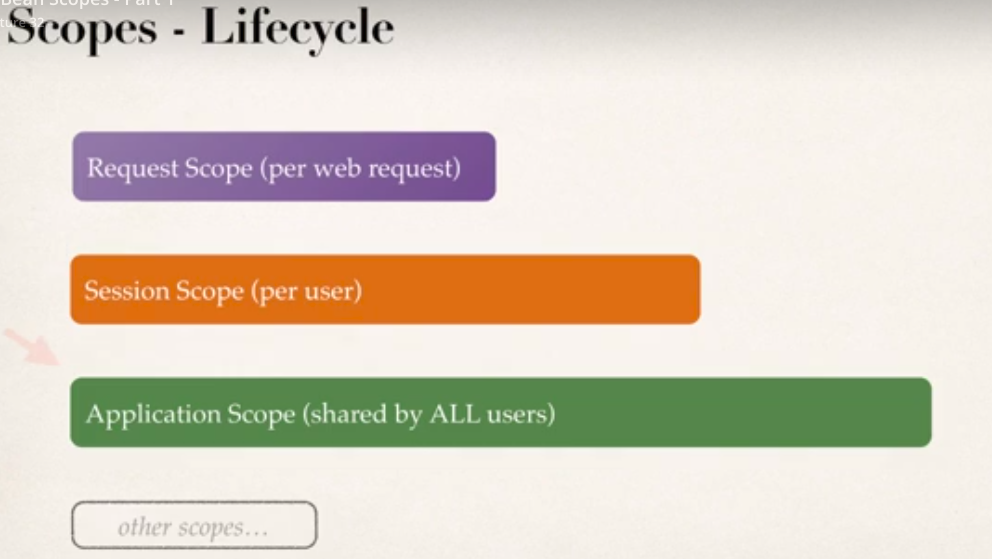 Bean Scopes - Part 1
Scopes - Lifecycle
Request Scope (per web request)
Session Scope (per user)
Application Scope (shared by ALL users)
other scopes...